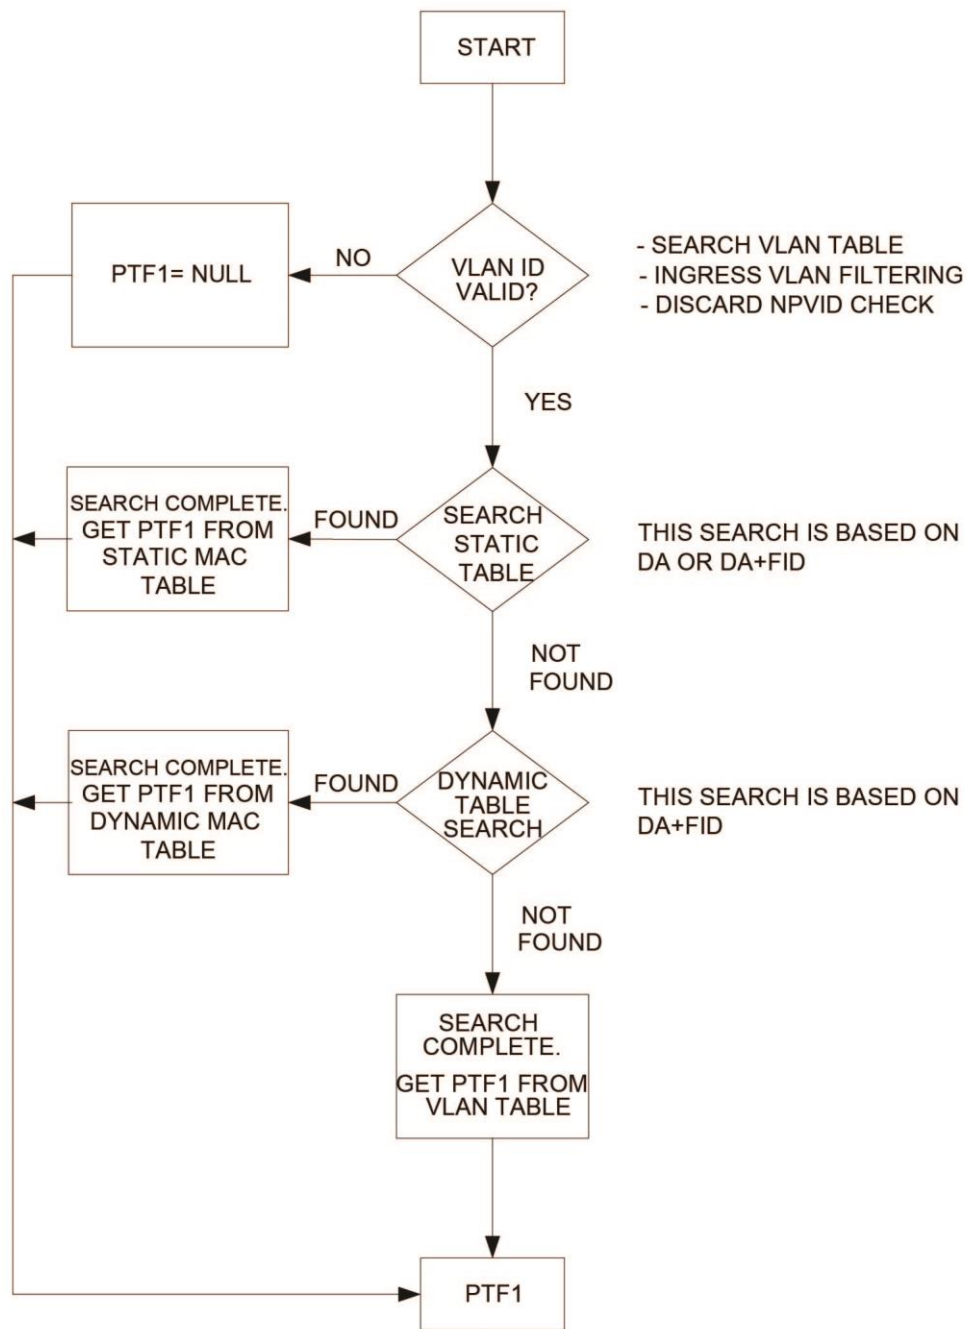 START
PTF1= NULL
NO
VLAN ID
VALID?
- SEARCH VLAN TABLE
- INGRESS VLAN FILTERING
- DISCARD NPVID CHECK
YES
SEARCH COMPLETE.
GET PTF1 FROM
STATIC MAC
TABLE
FOUND
SEARCH
STATIC
TABLE
THIS SEARCH IS BASED ON
DA OR DA+FID
NOT
FOUND
SEARCH COMPLETE.
GET PTF1 FROM
DYNAMIC MAC
TABLE
FOUND
DYNAMIC
TABLE
SEARCH
THIS SEARCH IS BASED ON
DA+FID
NOT
FOUND
SEARCH
COMPLETE.
GET PTF1 FROM
VLAN TABLE
PTF1